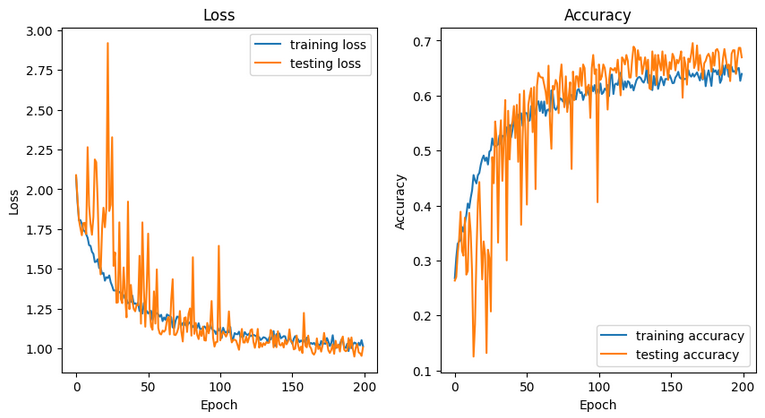 Loss
3.00
2.75
2.50
2.25
2.00
1.75
1.50
1.25
1.00
Loss
training loss
testing loss
0 50 100 150 200
Epoch
Accuracy
0.7
0.6
0.5
0.4
0.3
0.2
0.1
Accuracy
training accuracy
testing accuracy
0 50 100 150 200
Epoch